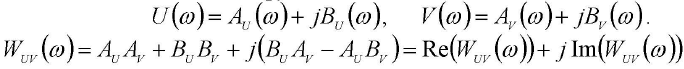 U(ω) = A_U(ω) + jB_U(ω),  V(ω) = A_V(ω) + jB_V(ω).
W_UV(ω) = A_U A_V + B_U B_V + j(B_U A_V − A_U B_V) = Re(W_UV(ω)) + j Im(W_UV(ω))